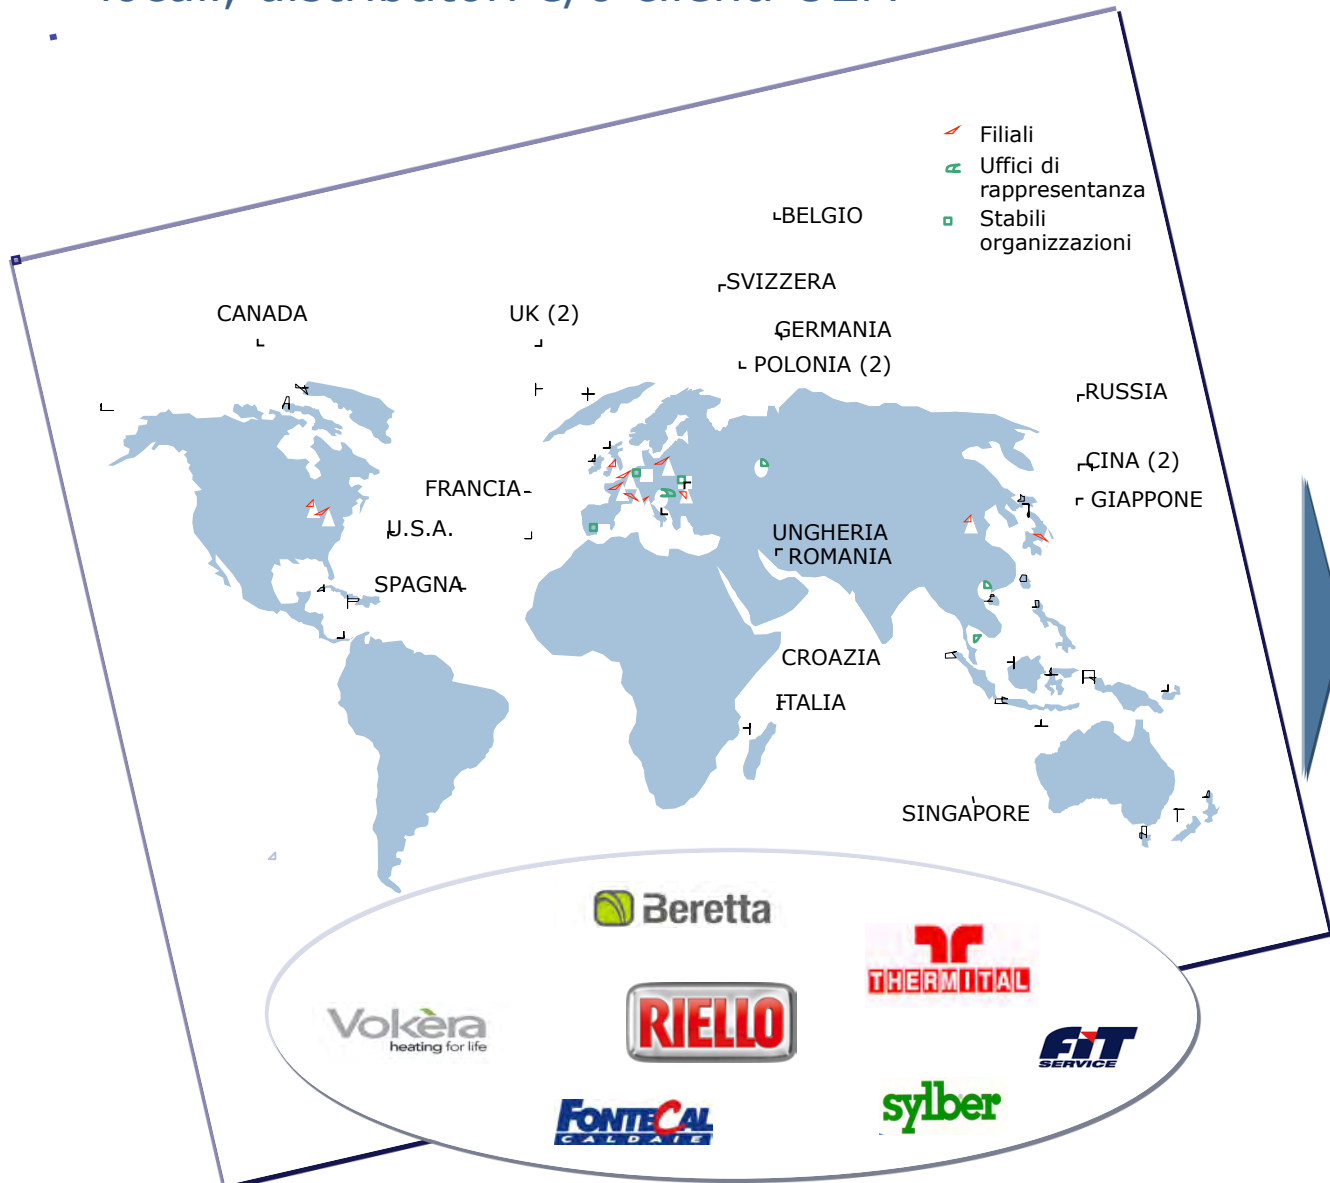 Filiali
Uffici di
rappresentanza
Stabili
organizzazioni
BELGIO
SVIZZERA
CANADA
UK (2)
GERMANIA
POLONIA (2)
RUSSIA
CINA (2)
FRANCIA
GIAPPONE
U.S.A.
UNGHERIA
ROMANIA
SPAGNA
CROAZIA
ITALIA
SINGAPORE
Beretta
THERMITAL
Vokèra
heating for life
RIELLO
FIT
SERVICE
FONTECAL
CALDAIE
sylber